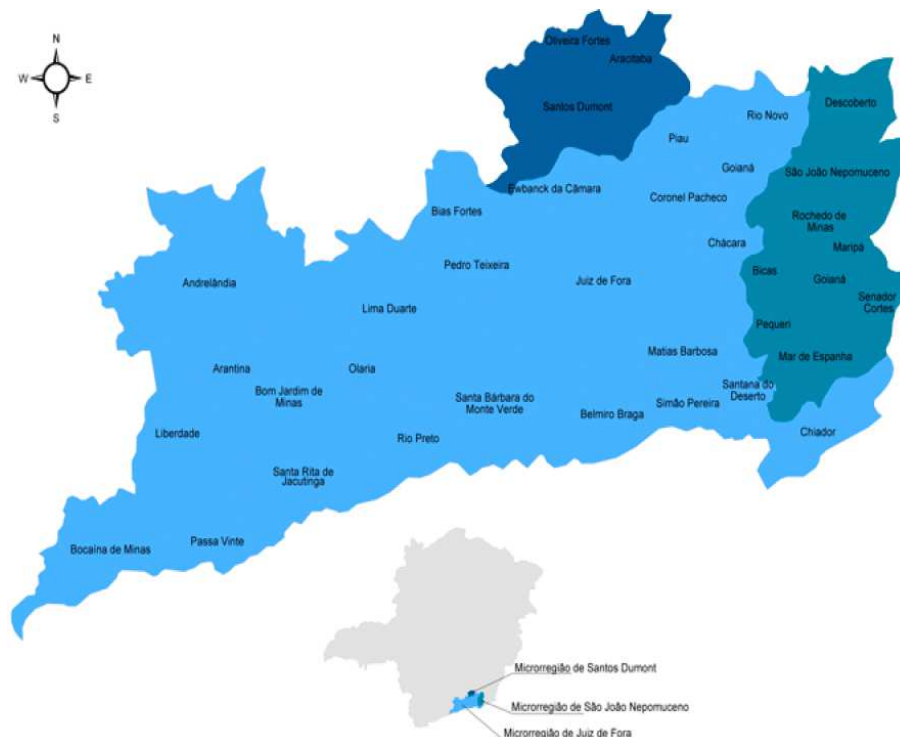 N
W
E
S
Oliveira Fortes
Aracitaba
Santos Dumont
Ewbanck da Câmara
Descoberto
Rio Novo
Piau
Goianá
São João Nepomuceno
Coronel Pacheco
Bias Fortes
Rochedo de
Minas
Chácara
Maripá
Pedro Teixeira
Bicas
Andrelândia
Juiz de Fora
Goianá
Lima Duarte
Senador
Cortes
Pequeri
Matias Barbosa
Mar de Espanha
Arantina
Olaria
Bom Jardim de
Minas
Santana do
Deserto
Santa Bárbara do
Monte Verde
Simão Pereira
Belmiro Braga
Liberdade
Rio Preto
Chiador
Santa Rita de
Jacutinga
Passa Vinte
Bocaína de Minas
Microrregião de Santos Dumont
Microrregião de São João Nepomuceno
Microrregião de Juiz de Fora